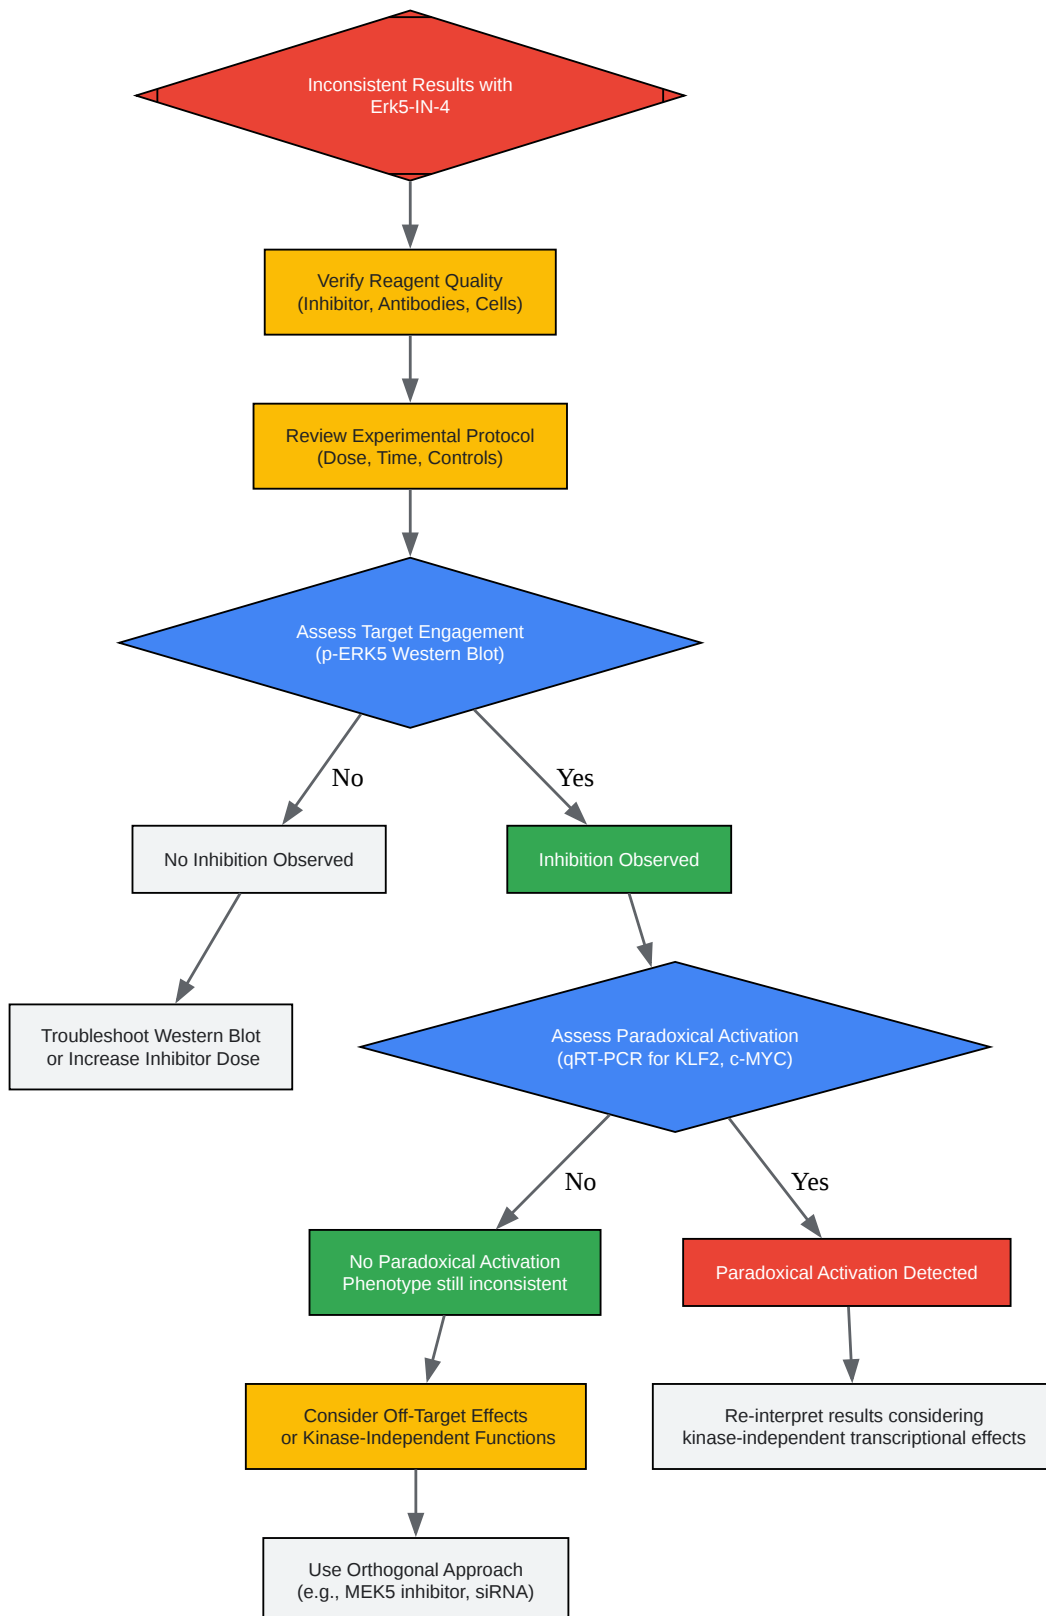 Inconsistent Results with
Erk5-IN-4
Verify Reagent Quality
(Inhibitor, Antibodies, Cells)
Review Experimental Protocol
(Dose, Time, Controls)
Assess Target Engagement
(p-ERK5 Western Blot)
No
Yes
No Inhibition Observed
Inhibition Observed
Troubleshoot Western Blot
or Increase Inhibitor Dose
Assess Paradoxical Activation
(qRT-PCR for KLF2, c-MYC)
No
Yes
No Paradoxical Activation
Phenotype still inconsistent
Paradoxical Activation Detected
Consider Off-Target Effects
or Kinase-Independent Functions
Re-interpret results considering
kinase-independent transcriptional effects
Use Orthogonal Approach
(e.g., MEK5 inhibitor, siRNA)